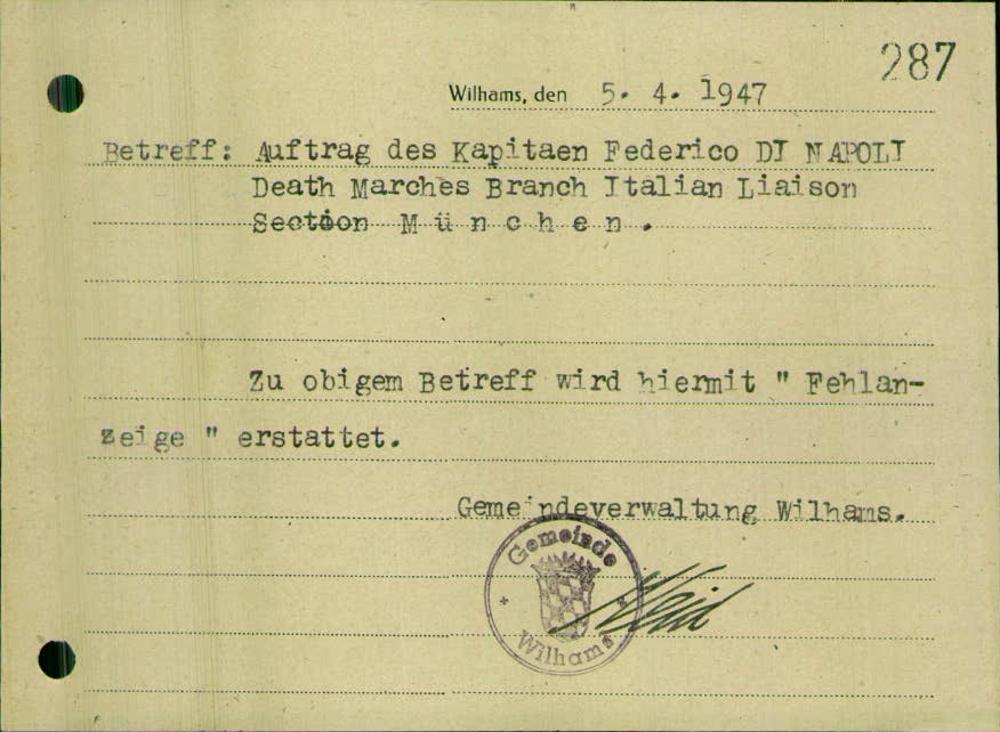 287
Wilhams, den 5. 4. 1947
Betreff: Auftrag des Kapitaen Federico DI NAPOLI
Death Marches Branch Italian Liaison
Section M ü n c h e n .
Zu obigem Betreff wird hiermit " Fehlan-
zeige " erstattet.
Gemeindeverwaltung Wilhams.
Gemeinde
Wilhams